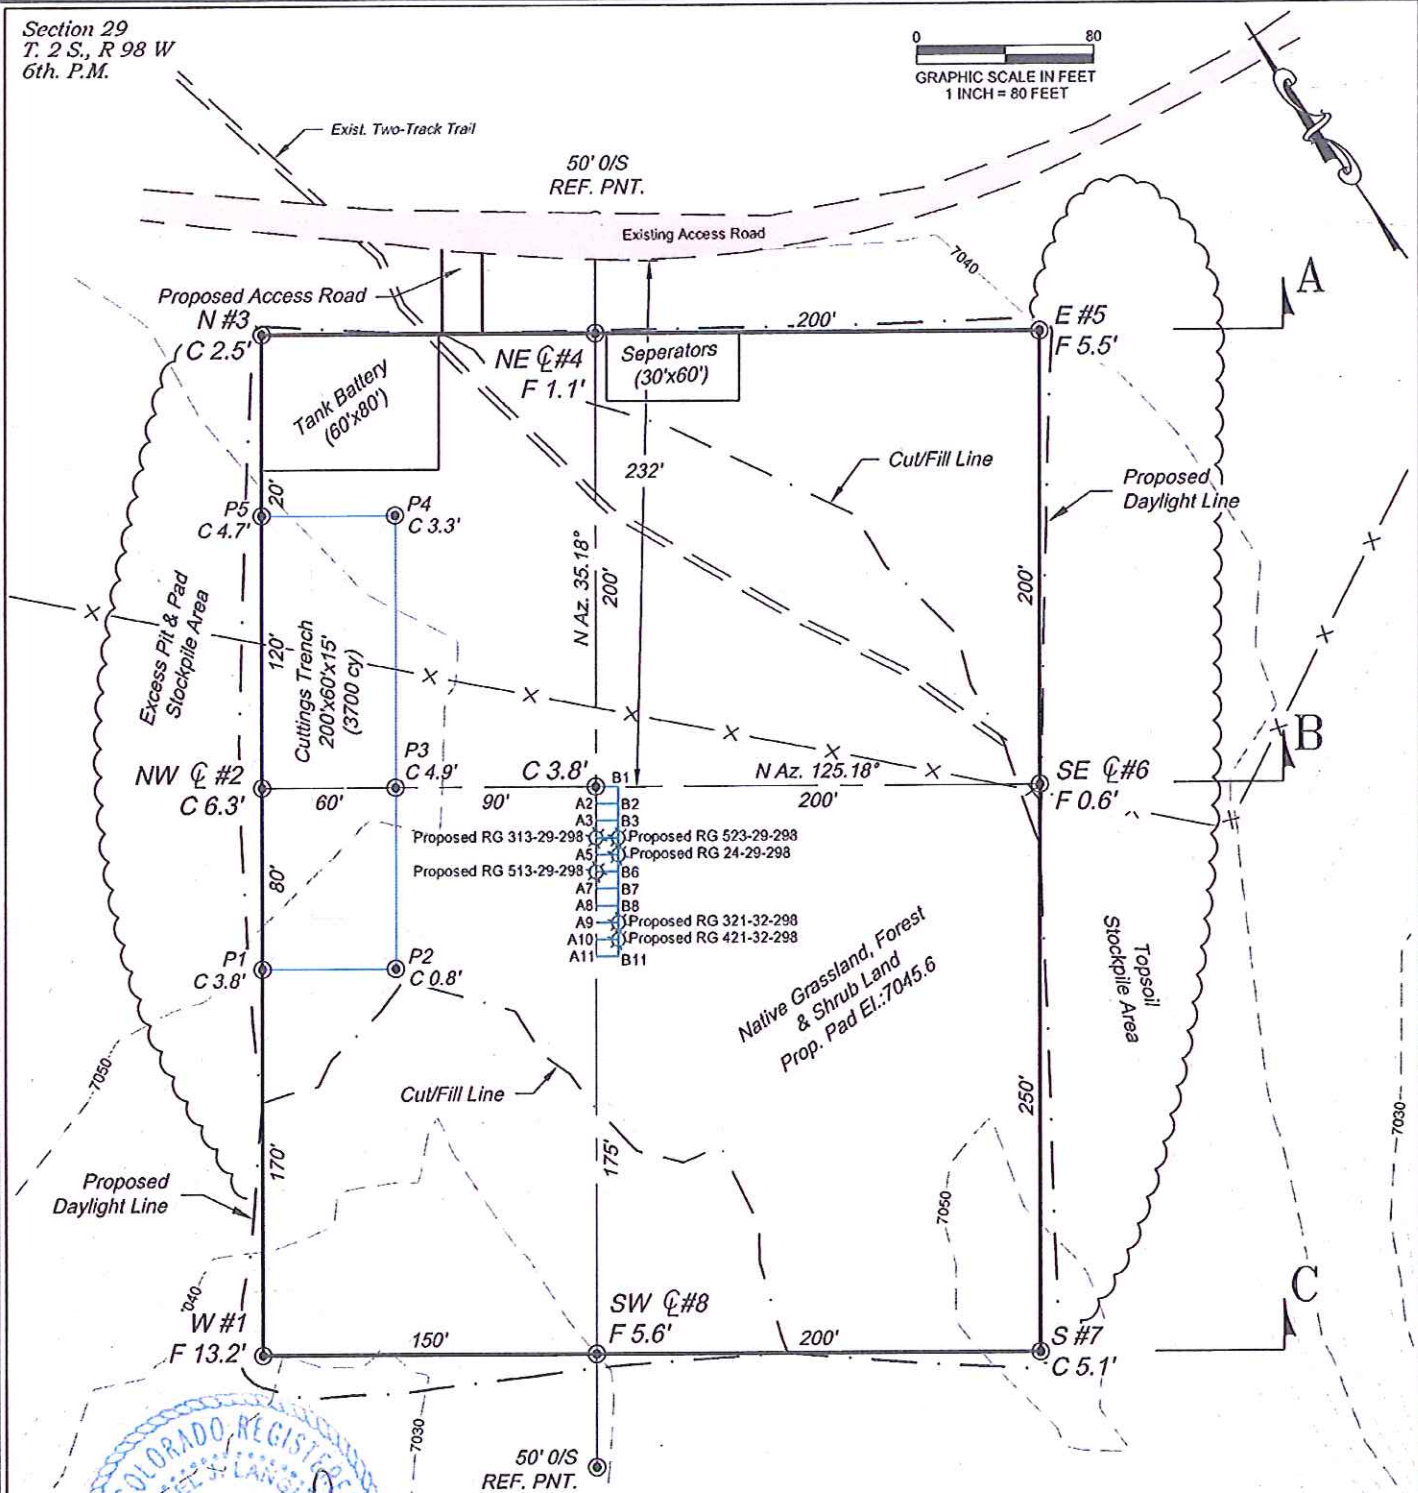 Section 29
T. 2 S., R 98 W
6th. P.M.
0 80
GRAPHIC SCALE IN FEET
1 INCH = 80 FEET
Exist. Two-Track Trail
50' 0/S
REF. PNT.
Existing Access Road
7040
A
Proposed Access Road
N #3
C 2.5'
200'
E #5
F 5.5'
NE ℄#4
F 1.1'
Seperators
(30'x60')
Tank Battery
(60'x80')
232'
Cut/Fill Line
Proposed
Daylight Line
20'
P5
C 4.7'
P4
C 3.3'
N Az. 35.18°
200'
200'
Excess Pit & Pad
Stockpile Area
120'
Cuttings Trench
200'x60'x15'
(3700 cy)
B
NW ℄ #2
C 6.3'
P3
C 4.9'
60'
90'
C 3.8'
B1
N Az. 125.18°
200'
SE ℄#6
F 0.6'
A2 B2
A3 B3
Proposed RG 313-29-298 Proposed RG 523-29-298
A5 Proposed RG 24-29-298
Proposed RG 513-29-298 B6
A7 B7
A8 B8
A9 Proposed RG 321-32-298
A10 Proposed RG 421-32-298
A11 B11
80'
P1
C 3.8'
P2
C 0.8'
Native Grassland, Forest
& Shrub Land
Prop. Pad El.:7045.6
Topsoil
Stockpile Area
7050
Cut/Fill Line
250'
7030
170'
175'
Proposed
Daylight Line
7050
040
W #1
F 13.2'
150'
SW ℄#8
F 5.6'
200'
S #7
C 5.1'
C
7030
50' 0/S
REF. PNT.
COLORADO REGISTERE
EL J. LANG